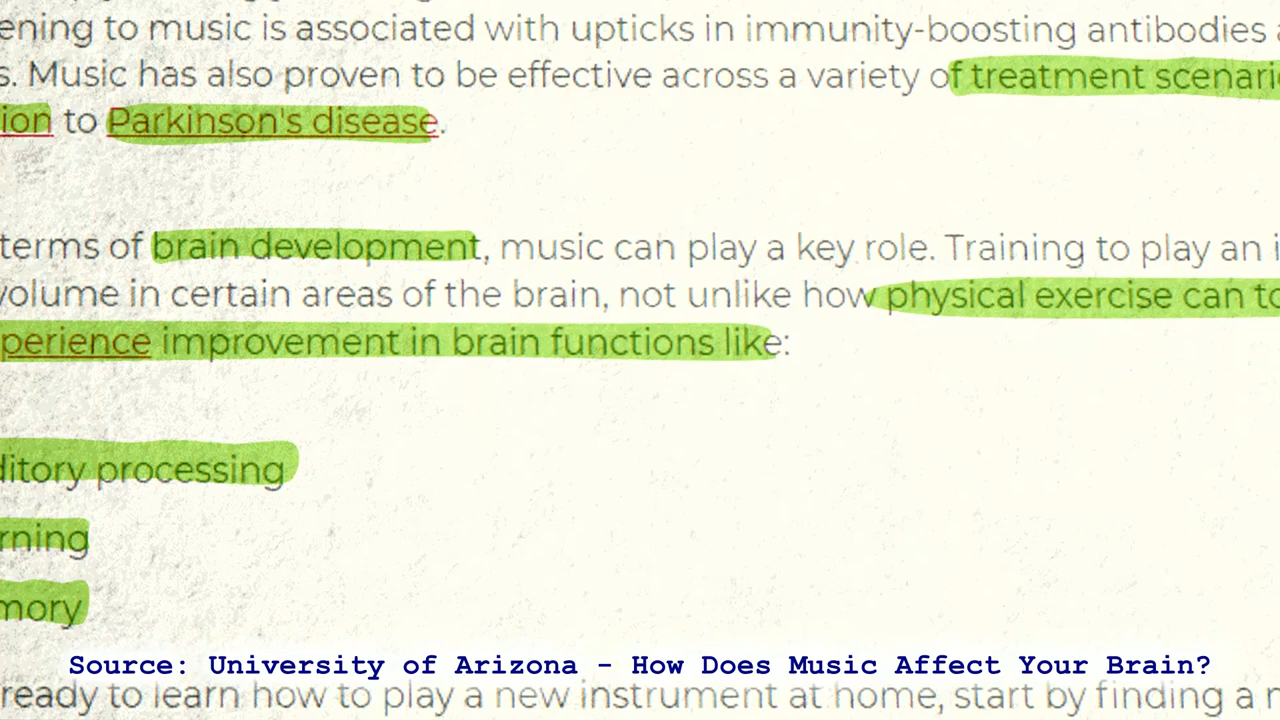 ening to music is associated with upticks in immunity-boosting antibodies
s. Music has also proven to be effective across a variety of treatment scenari
ion to Parkinson's disease.
terms of brain development, music can play a key role. Training to play an i
volume in certain areas of the brain, not unlike how physical exercise can to
perience improvement in brain functions like:
ditory processing
rning
mory
Source: University of Arizona - How Does Music Affect Your Brain?
ready to learn how to play a new instrument at home, start by finding a